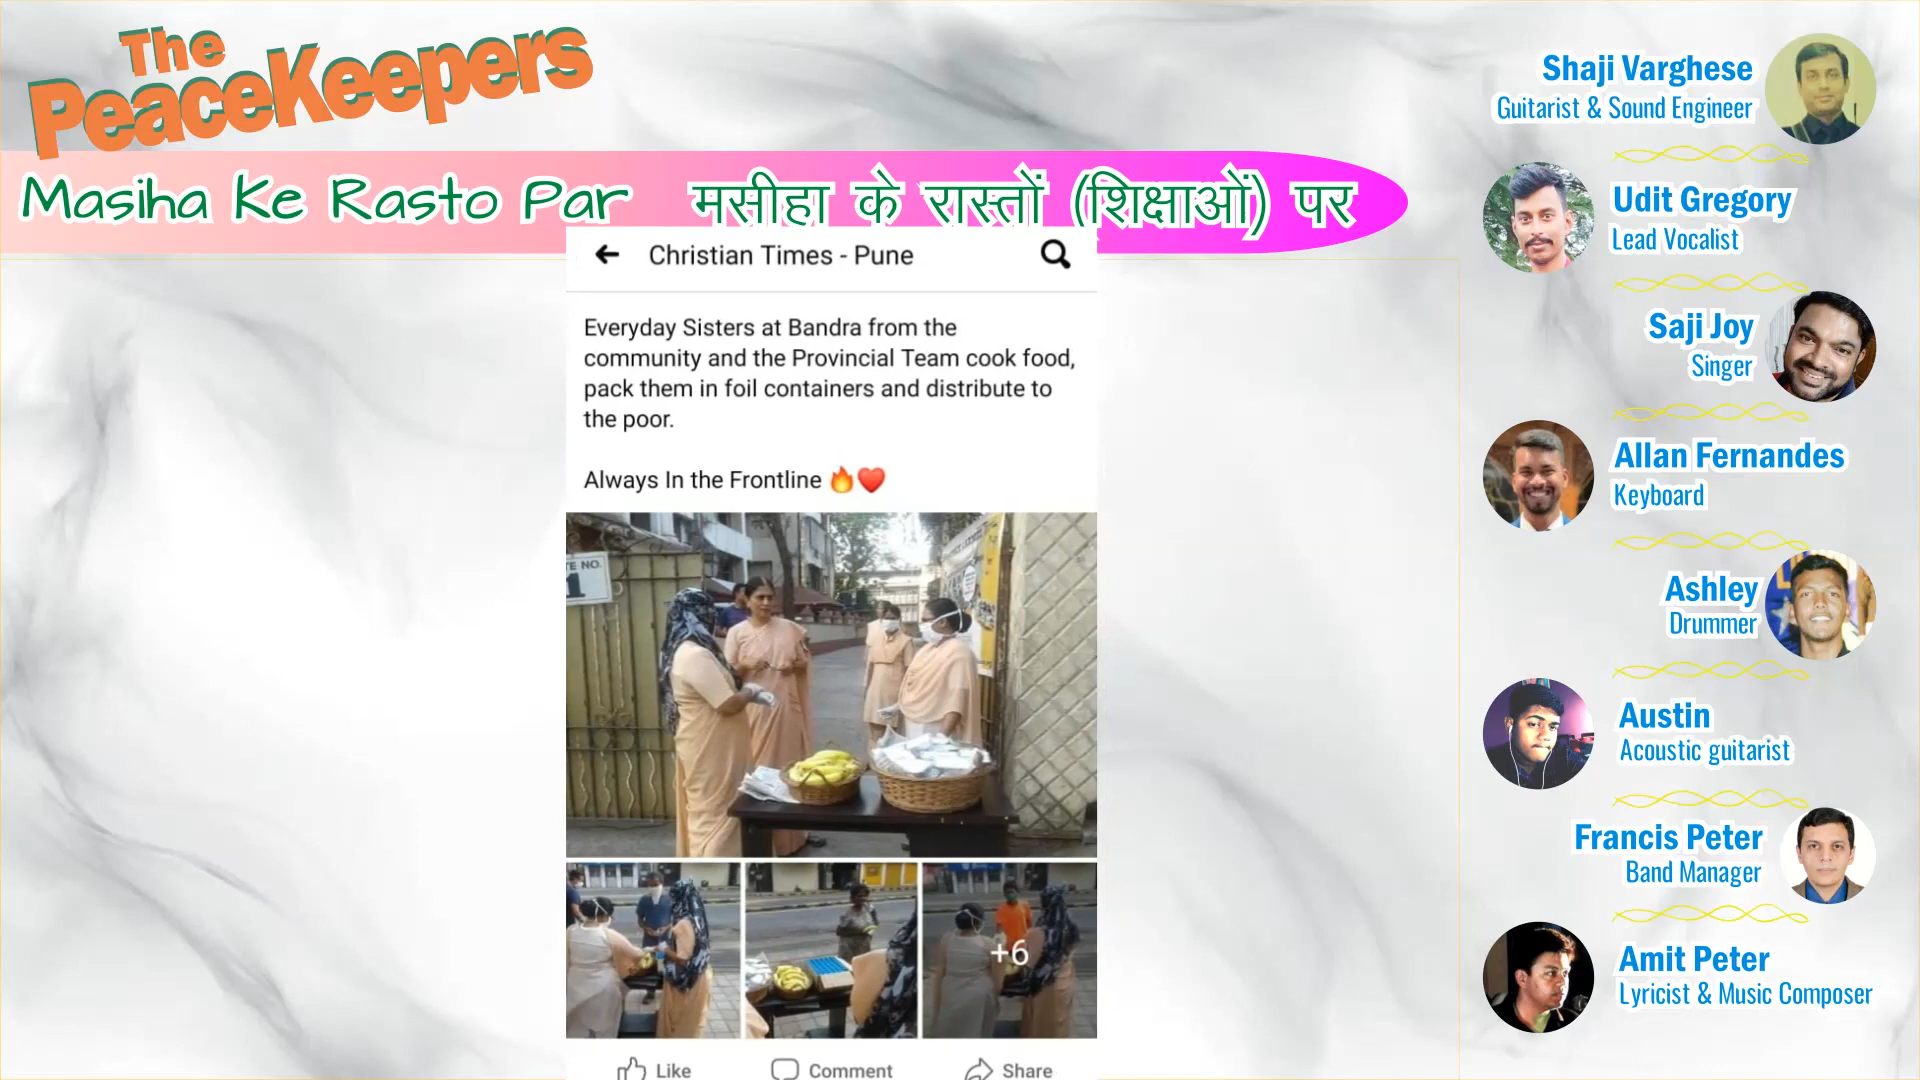 The
PeaceKeepers
Masiha Ke Rasto Par मसीहा के रास्तों (शिक्षाओं) पर
Christian Times - Pune
Everyday Sisters at Bandra from the
community and the Provincial Team cook food,
pack them in foil containers and distribute to
the poor.
Always In the Frontline 🔥❤️
TE NO.
1
+6
Like Comment Share
Shaji Varghese
Guitarist & Sound Engineer
Udit Gregory
Lead Vocalist
Saji Joy
Singer
Allan Fernandes
Keyboard
Ashley
Drummer
Austin
Acoustic guitarist
Francis Peter
Band Manager
Amit Peter
Lyricist & Music Composer